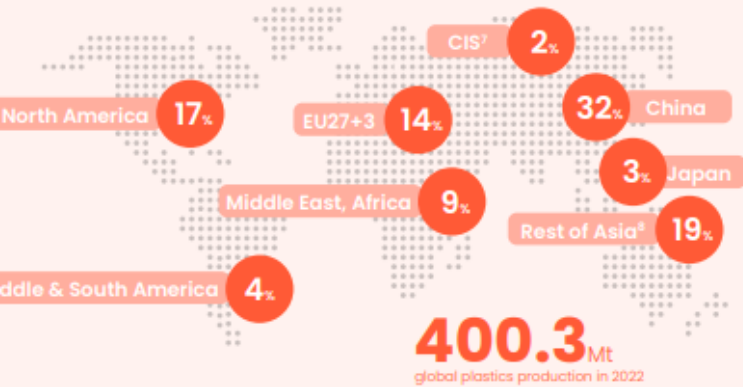 CIS⁷ 2%
North America 17%
EU27+3 14%
32% China
3% Japan
Middle East, Africa 9%
Rest of Asia⁸ 19%
ddle & South America 4%
400.3Mt
global plastics production in 2022